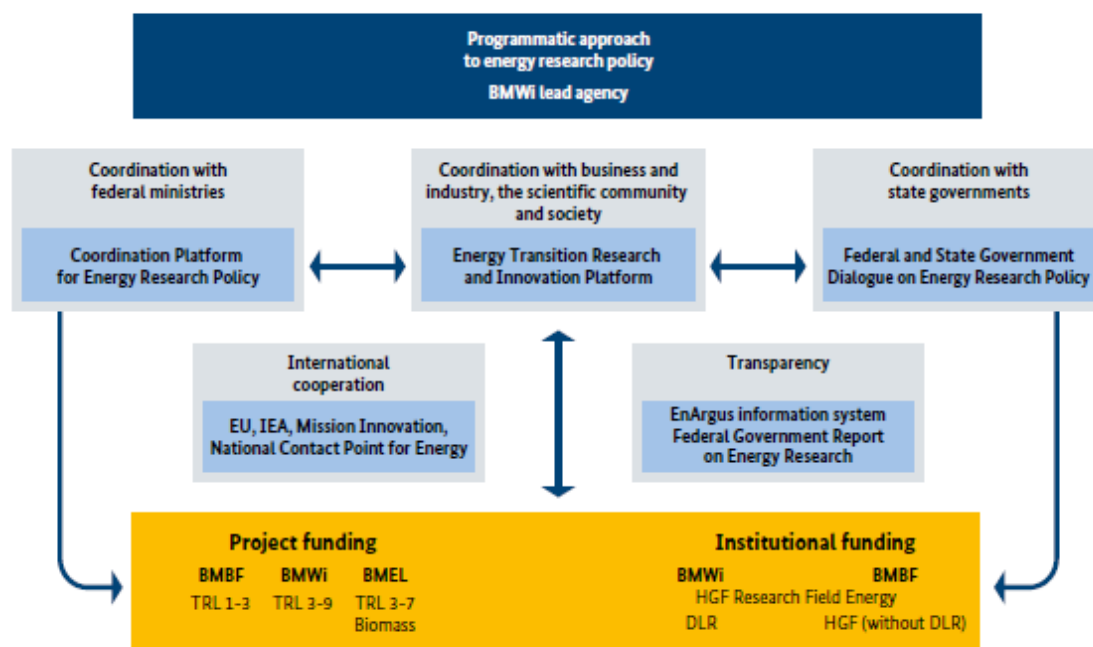 Programmatic approach
to energy research policy
BMWi lead agency
Coordination with
federal ministries
Coordination Platform
for Energy Research Policy
Coordination with business and
industry, the scientific community
and society
Energy Transition Research
and Innovation Platform
Coordination with
state governments
Federal and State Government
Dialogue on Energy Research Policy
International
cooperation
EU, IEA, Mission Innovation,
National Contact Point for Energy
Transparency
EnArgus information system
Federal Government Report
on Energy Research
Project funding
BMBF BMWi BMEL
TRL 1–3 TRL 3–9 TRL 3–7
Biomass
Institutional funding
BMWi BMBF
HGF Research Field Energy
DLR HGF (without DLR)